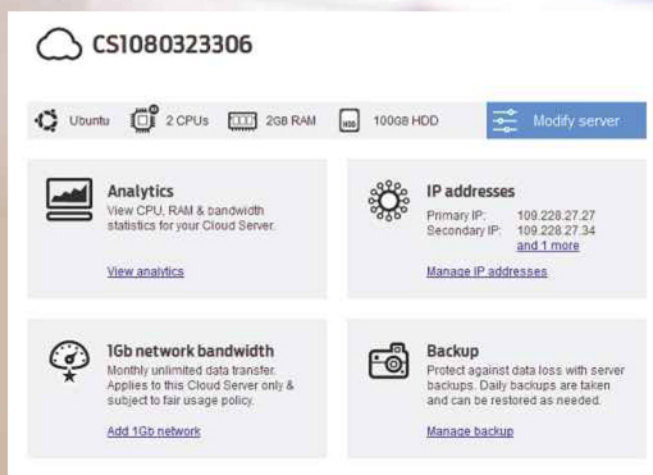 CS1080323306
Ubuntu 2 CPUs 2GB RAM HDD 100GB HDD Modify server
Analytics
View CPU, RAM & bandwidth
statistics for your Cloud Server.
View analytics
IP addresses
Primary IP: 109.228.27.27
Secondary IP: 109.228.27.34
and 1 more
Manage IP addresses
1Gb network bandwidth
Monthly unlimited data transfer.
Applies to this Cloud Server only &
subject to fair usage policy.
Add 1Gb network
Backup
Protect against data loss with server
backups. Daily backups are taken
and can be restored as needed.
Manage backup